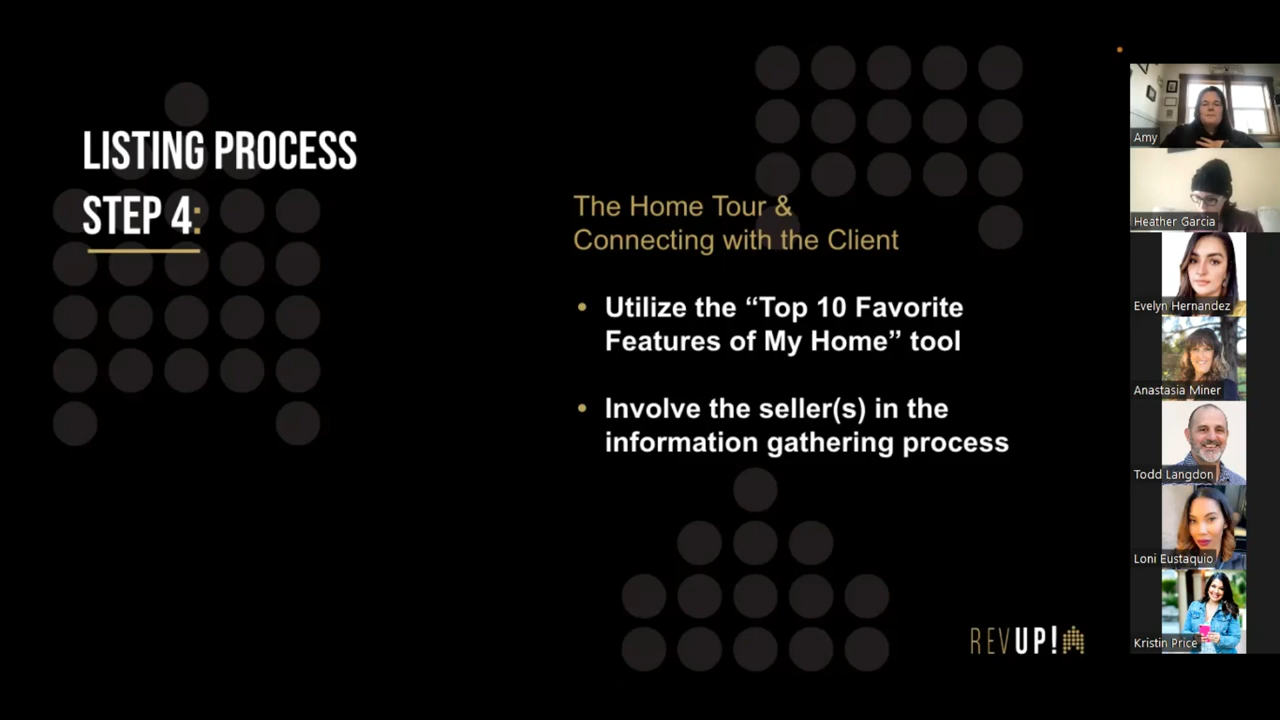 LISTING PROCESS
STEP 4:
The Home Tour &
Connecting with the Client
• Utilize the “Top 10 Favorite
Features of My Home” tool
• Involve the seller(s) in the
information gathering process
REVUP!
Amy
Heather Garcia
Evelyn Hernandez
Anastasia Miner
Todd Langdon
Loni Eustaquio
Kristin Price